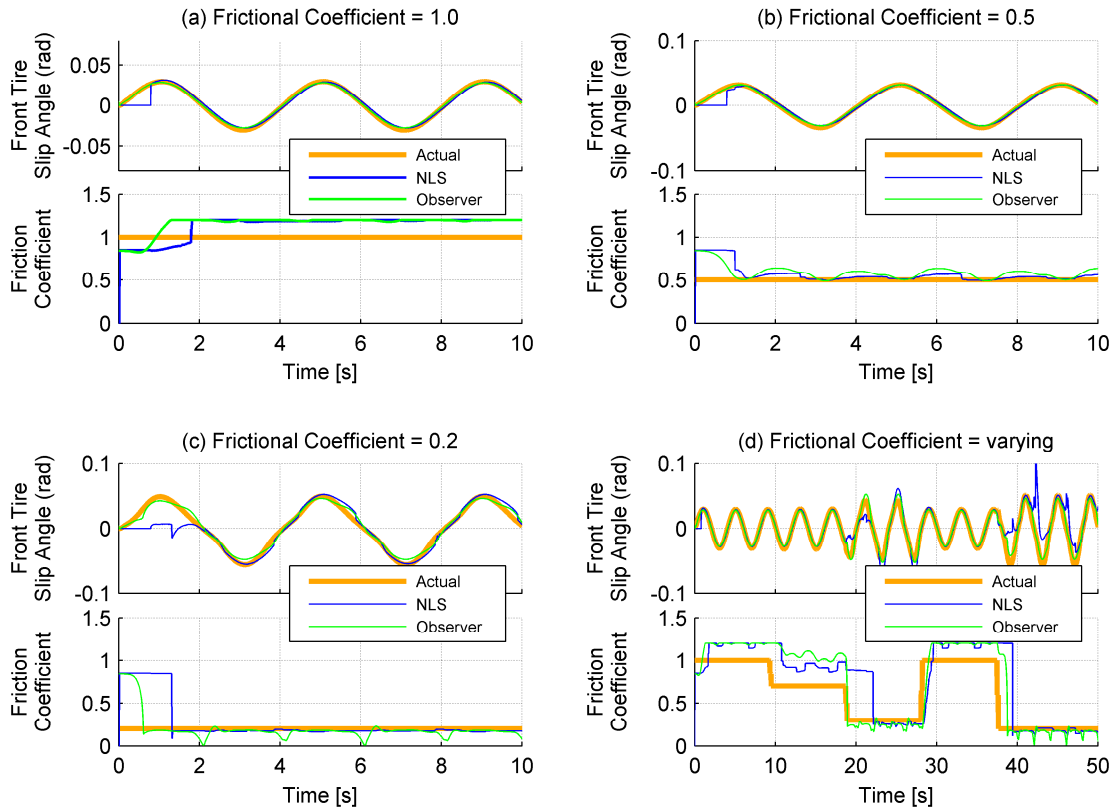 (a) Frictional Coefficient = 1.0
Front Tire
Slip Angle (rad)
0.05
0
-0.05
Actual
NLS
Observer
Friction
Coefficient
1.5
1
0.5
0
0 2 4 6 8 10
Time [s]
(b) Frictional Coefficient = 0.5
Front Tire
Slip Angle (rad)
0.1
0
-0.1
Actual
NLS
Observer
Friction
Coefficient
1.5
1
0.5
0
0 2 4 6 8 10
Time [s]
(c) Frictional Coefficient = 0.2
Front Tire
Slip Angle (rad)
0.1
0
-0.1
Actual
NLS
Observer
Friction
Coefficient
1.5
1
0.5
0
0 2 4 6 8 10
Time [s]
(d) Frictional Coefficient = varying
Front Tire
Slip Angle (rad)
0.1
0
-0.1
Actual
NLS
Observer
Friction
Coefficient
1.5
1
0.5
0
0 10 20 30 40 50
Time [s]